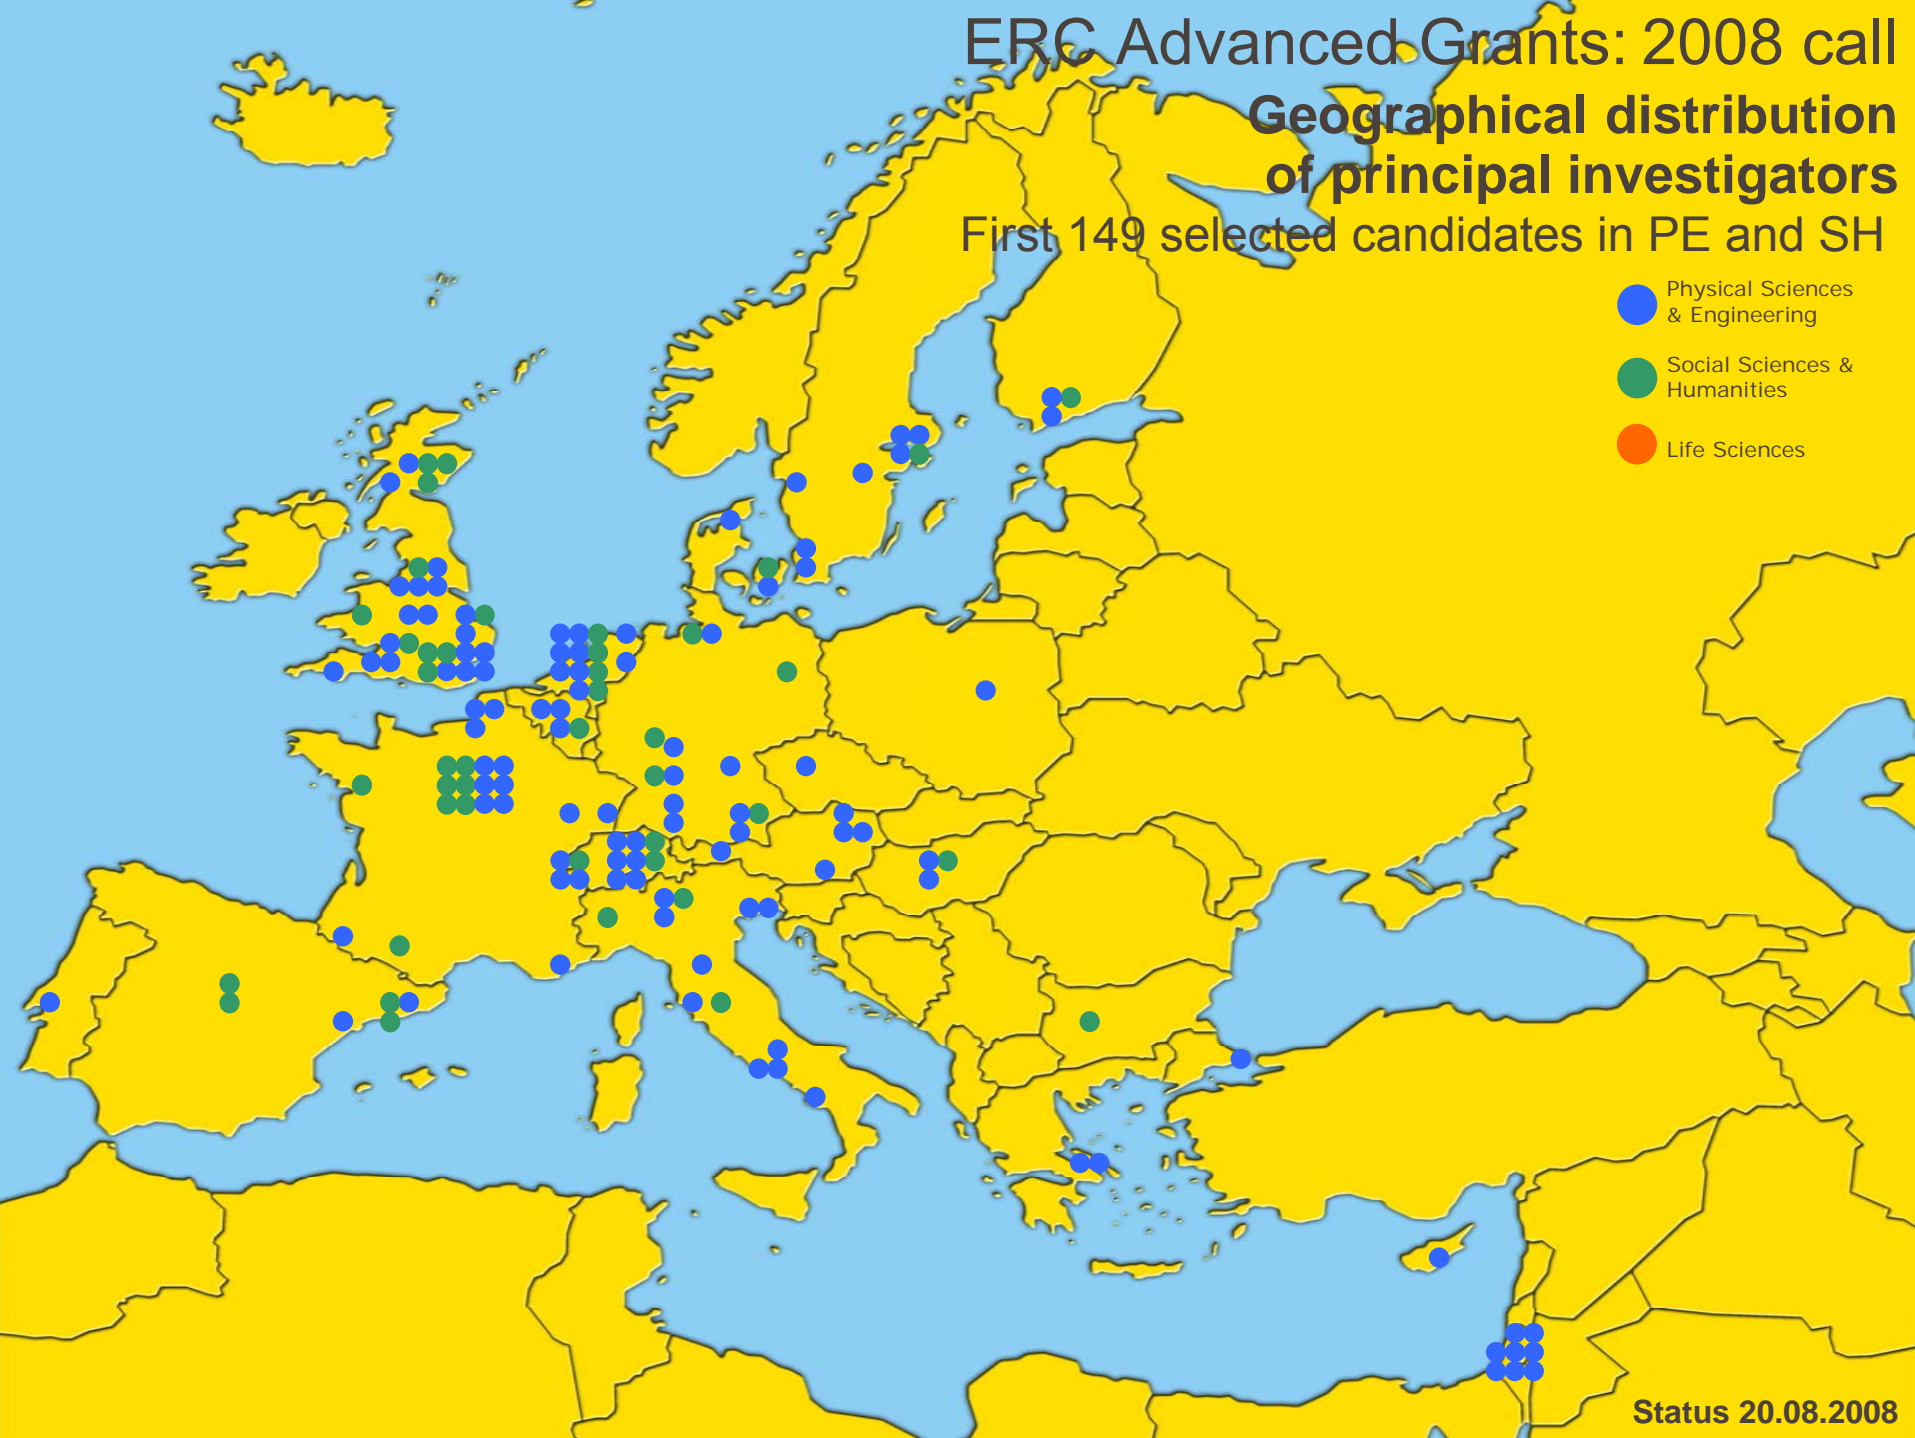 ERC Advanced Grants: 2008 call
Geographical distribution
of principal investigators
First 149 selected candidates in PE and SH
Physical Sciences
& Engineering
Social Sciences &
Humanities
Life Sciences
Status 20.08.2008